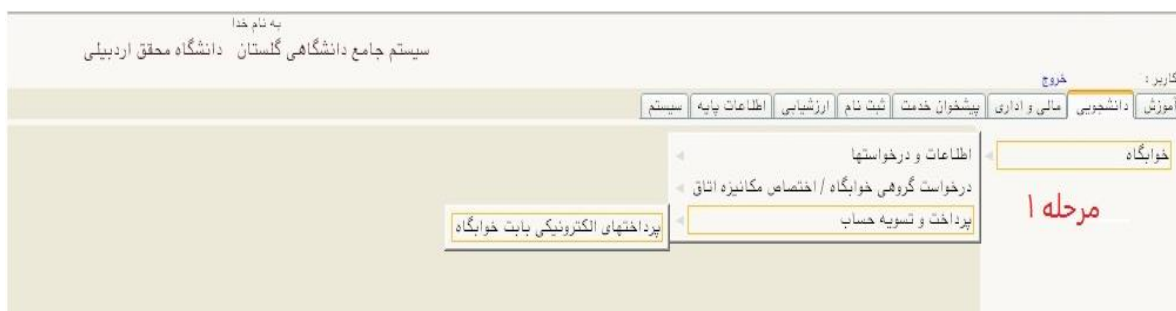 به نام خدا
سیستم جامع دانشگاهی گلستان دانشگاه محقق اردبیلی
کاربر : خروج
آموزش دانشجویی مالی و اداری پیشخوان خدمت ثبت نام ارزشیابی اطلاعات پایه سیستم
خوابگاه
اطلاعات و درخواستها
درخواست گروهی خوابگاه / اختصاص مکانیزه اتاق
پرداخت و تسویه حساب
پرداختهای الکترونیکی بابت خوابگاه
مرحله ۱